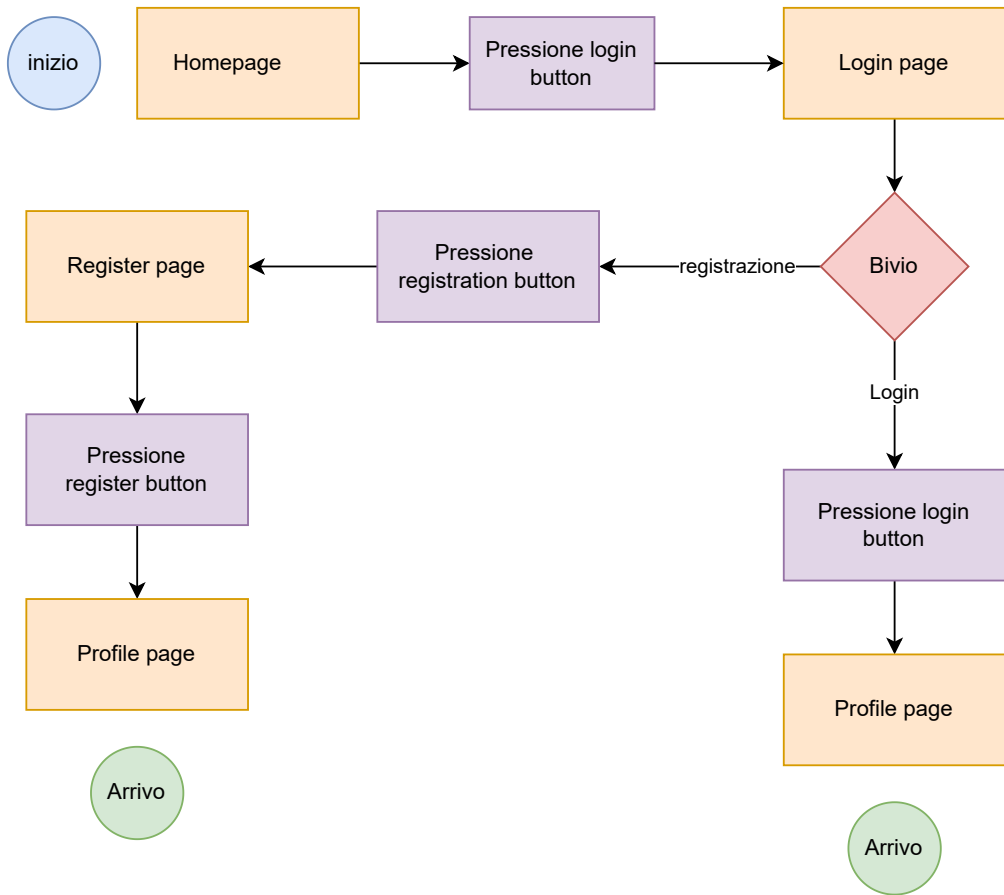 inizio
Homepage
Pressione login
button
Login page
Register page
Pressione
registration button
registrazione
Bivio
Login
Pressione
register button
Pressione login
button
Profile page
Profile page
Arrivo
Arrivo